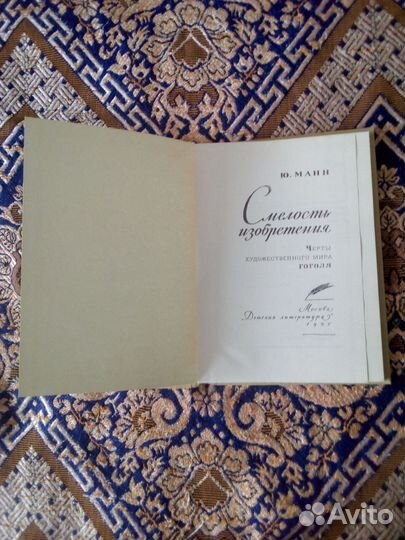 Ю. МАНН
Смелость
изобретения
Черты
художественного мира
Гоголя
Москва
"Детская литература"
Avito